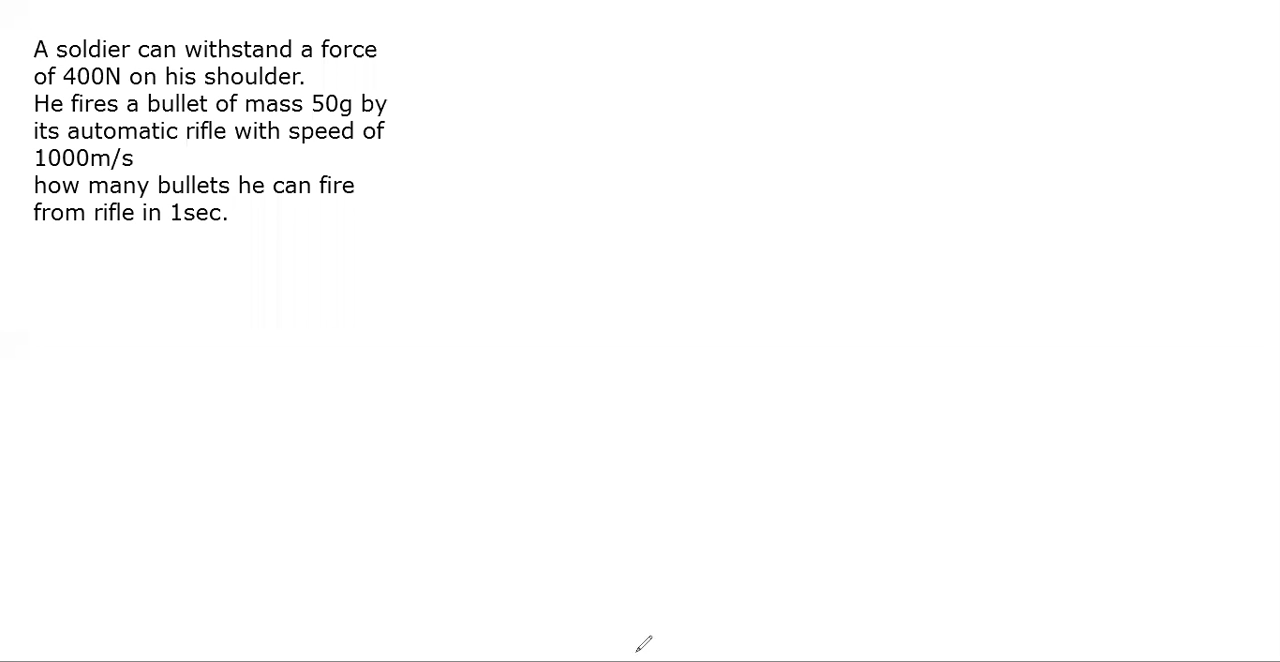 A soldier can withstand a force
of 400N on his shoulder.
He fires a bullet of mass 50g by
its automatic rifle with speed of
1000m/s
how many bullets he can fire
from rifle in 1sec.